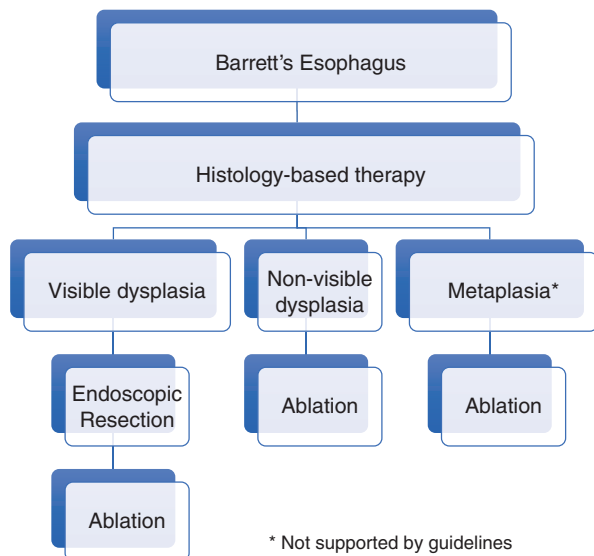 Barrett's Esophagus
Histology-based therapy
Visible dysplasia
Non-visible
dysplasia
Metaplasia*
Endoscopic
Resection
Ablation
Ablation
Ablation
* Not supported by guidelines